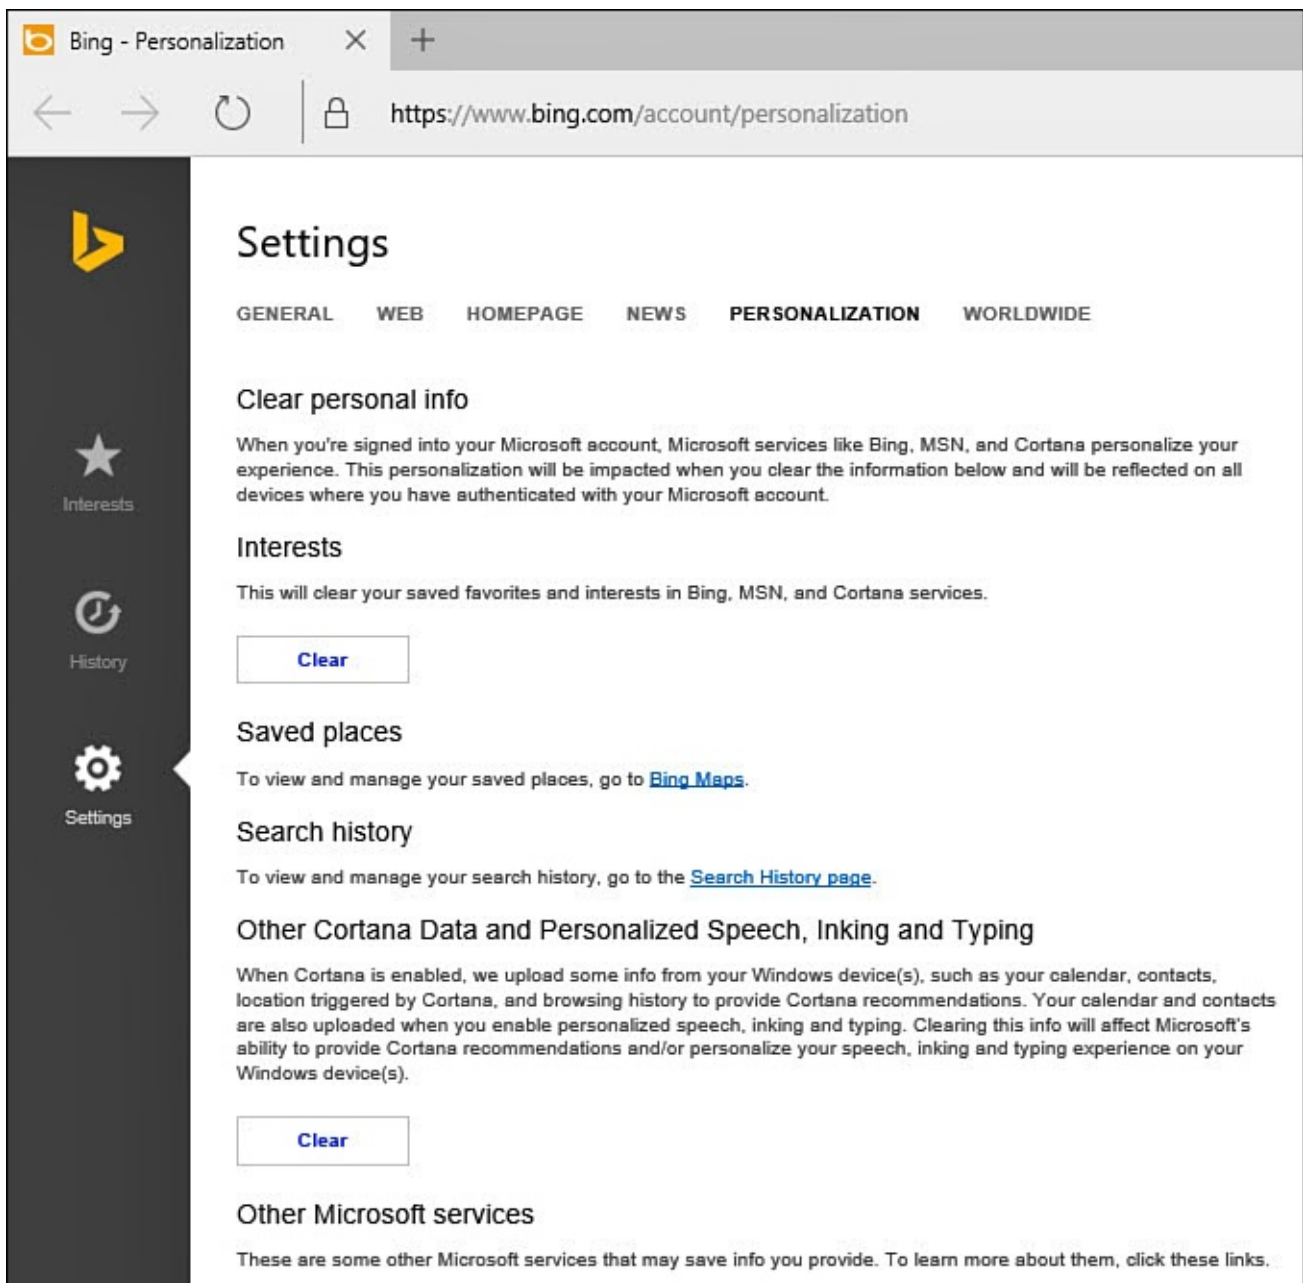 Bing - Personalization
https://www.bing.com/account/personalization
Settings
GENERAL WEB HOMEPAGE NEWS PERSONALIZATION WORLDWIDE
Clear personal info
When you're signed into your Microsoft account, Microsoft services like Bing, MSN, and Cortana personalize your
experience. This personalization will be impacted when you clear the information below and will be reflected on all
devices where you have authenticated with your Microsoft account.
Interests
Interests
This will clear your saved favorites and interests in Bing, MSN, and Cortana services.
History
Clear
Saved places
To view and manage your saved places, go to Bing Maps.
Settings
Search history
To view and manage your search history, go to the Search History page.
Other Cortana Data and Personalized Speech, Inking and Typing
When Cortana is enabled, we upload some info from your Windows device(s), such as your calendar, contacts,
location triggered by Cortana, and browsing history to provide Cortana recommendations. Your calendar and contacts
are also uploaded when you enable personalized speech, inking and typing. Clearing this info will affect Microsoft's
ability to provide Cortana recommendations and/or personalize your speech, inking and typing experience on your
Windows device(s).
Clear
Other Microsoft services
These are some other Microsoft services that may save info you provide. To learn more about them, click these links.